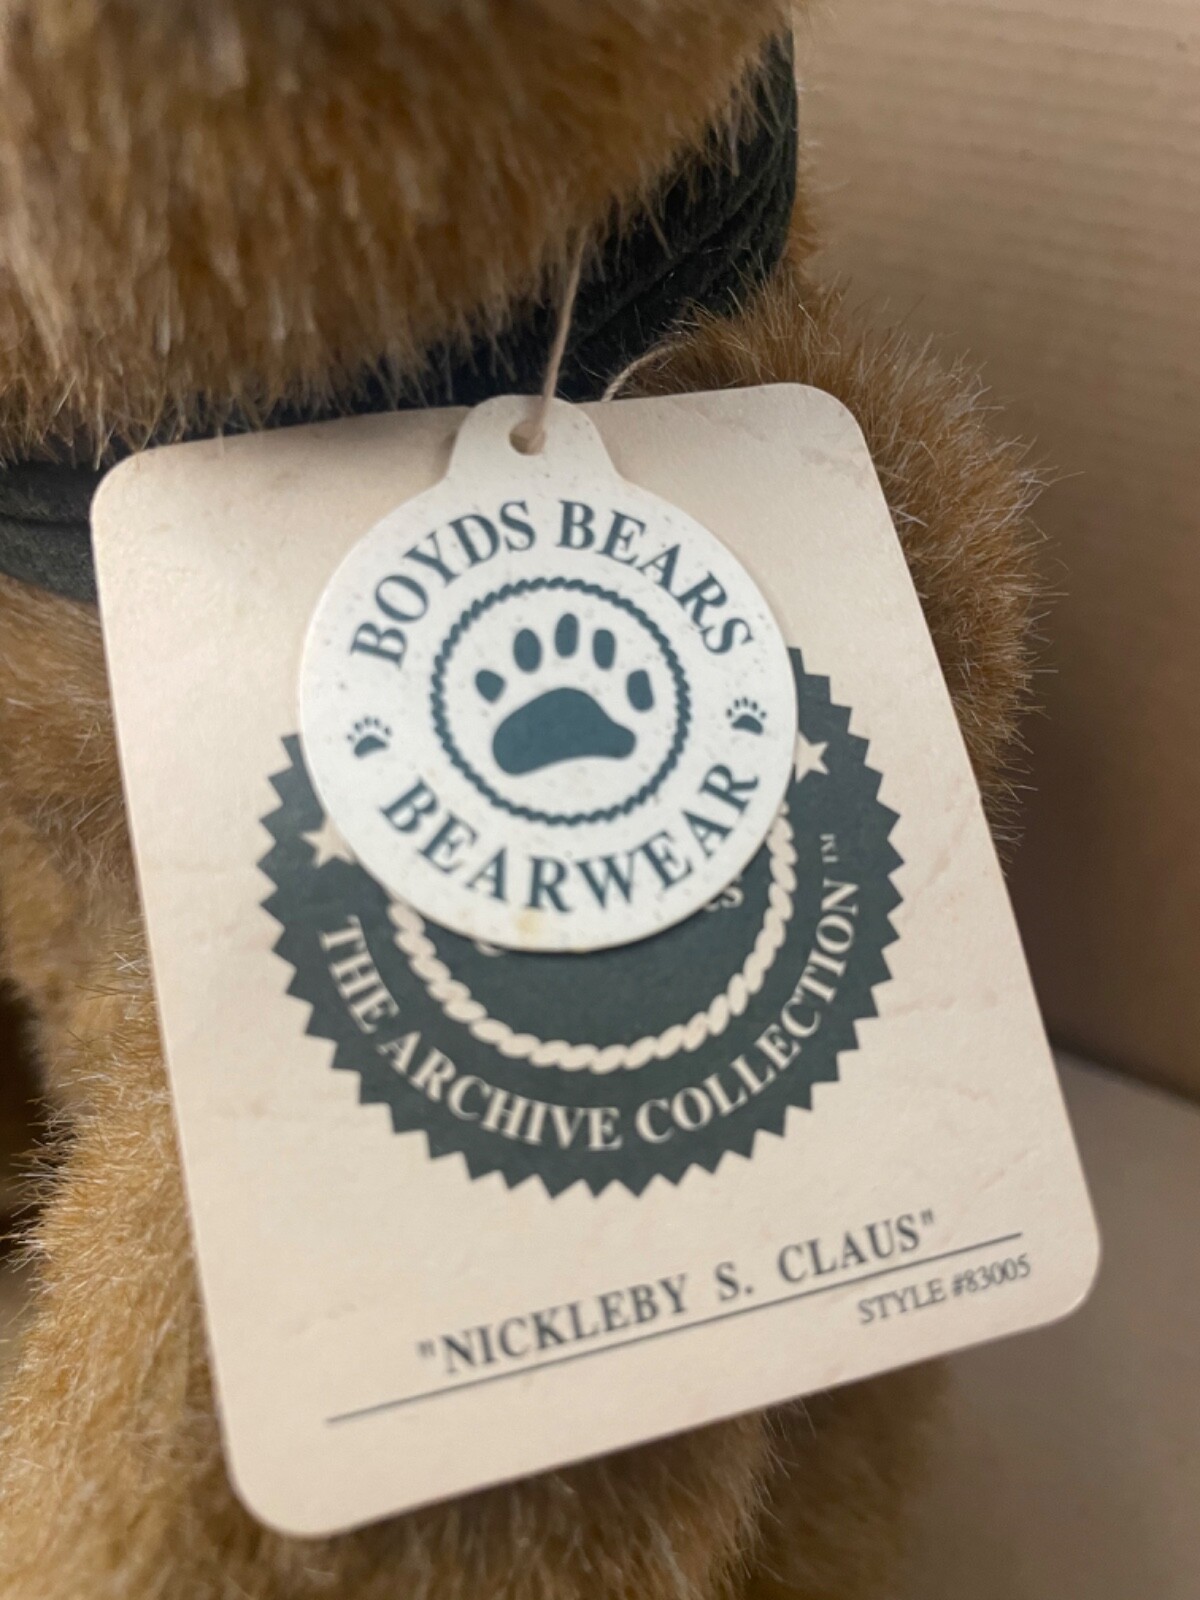 BOYDS BEARS
BEARWEAR
THE ARCHIVE COLLECTION™
"NICKLEBY S. CLAUS"
STYLE #83005